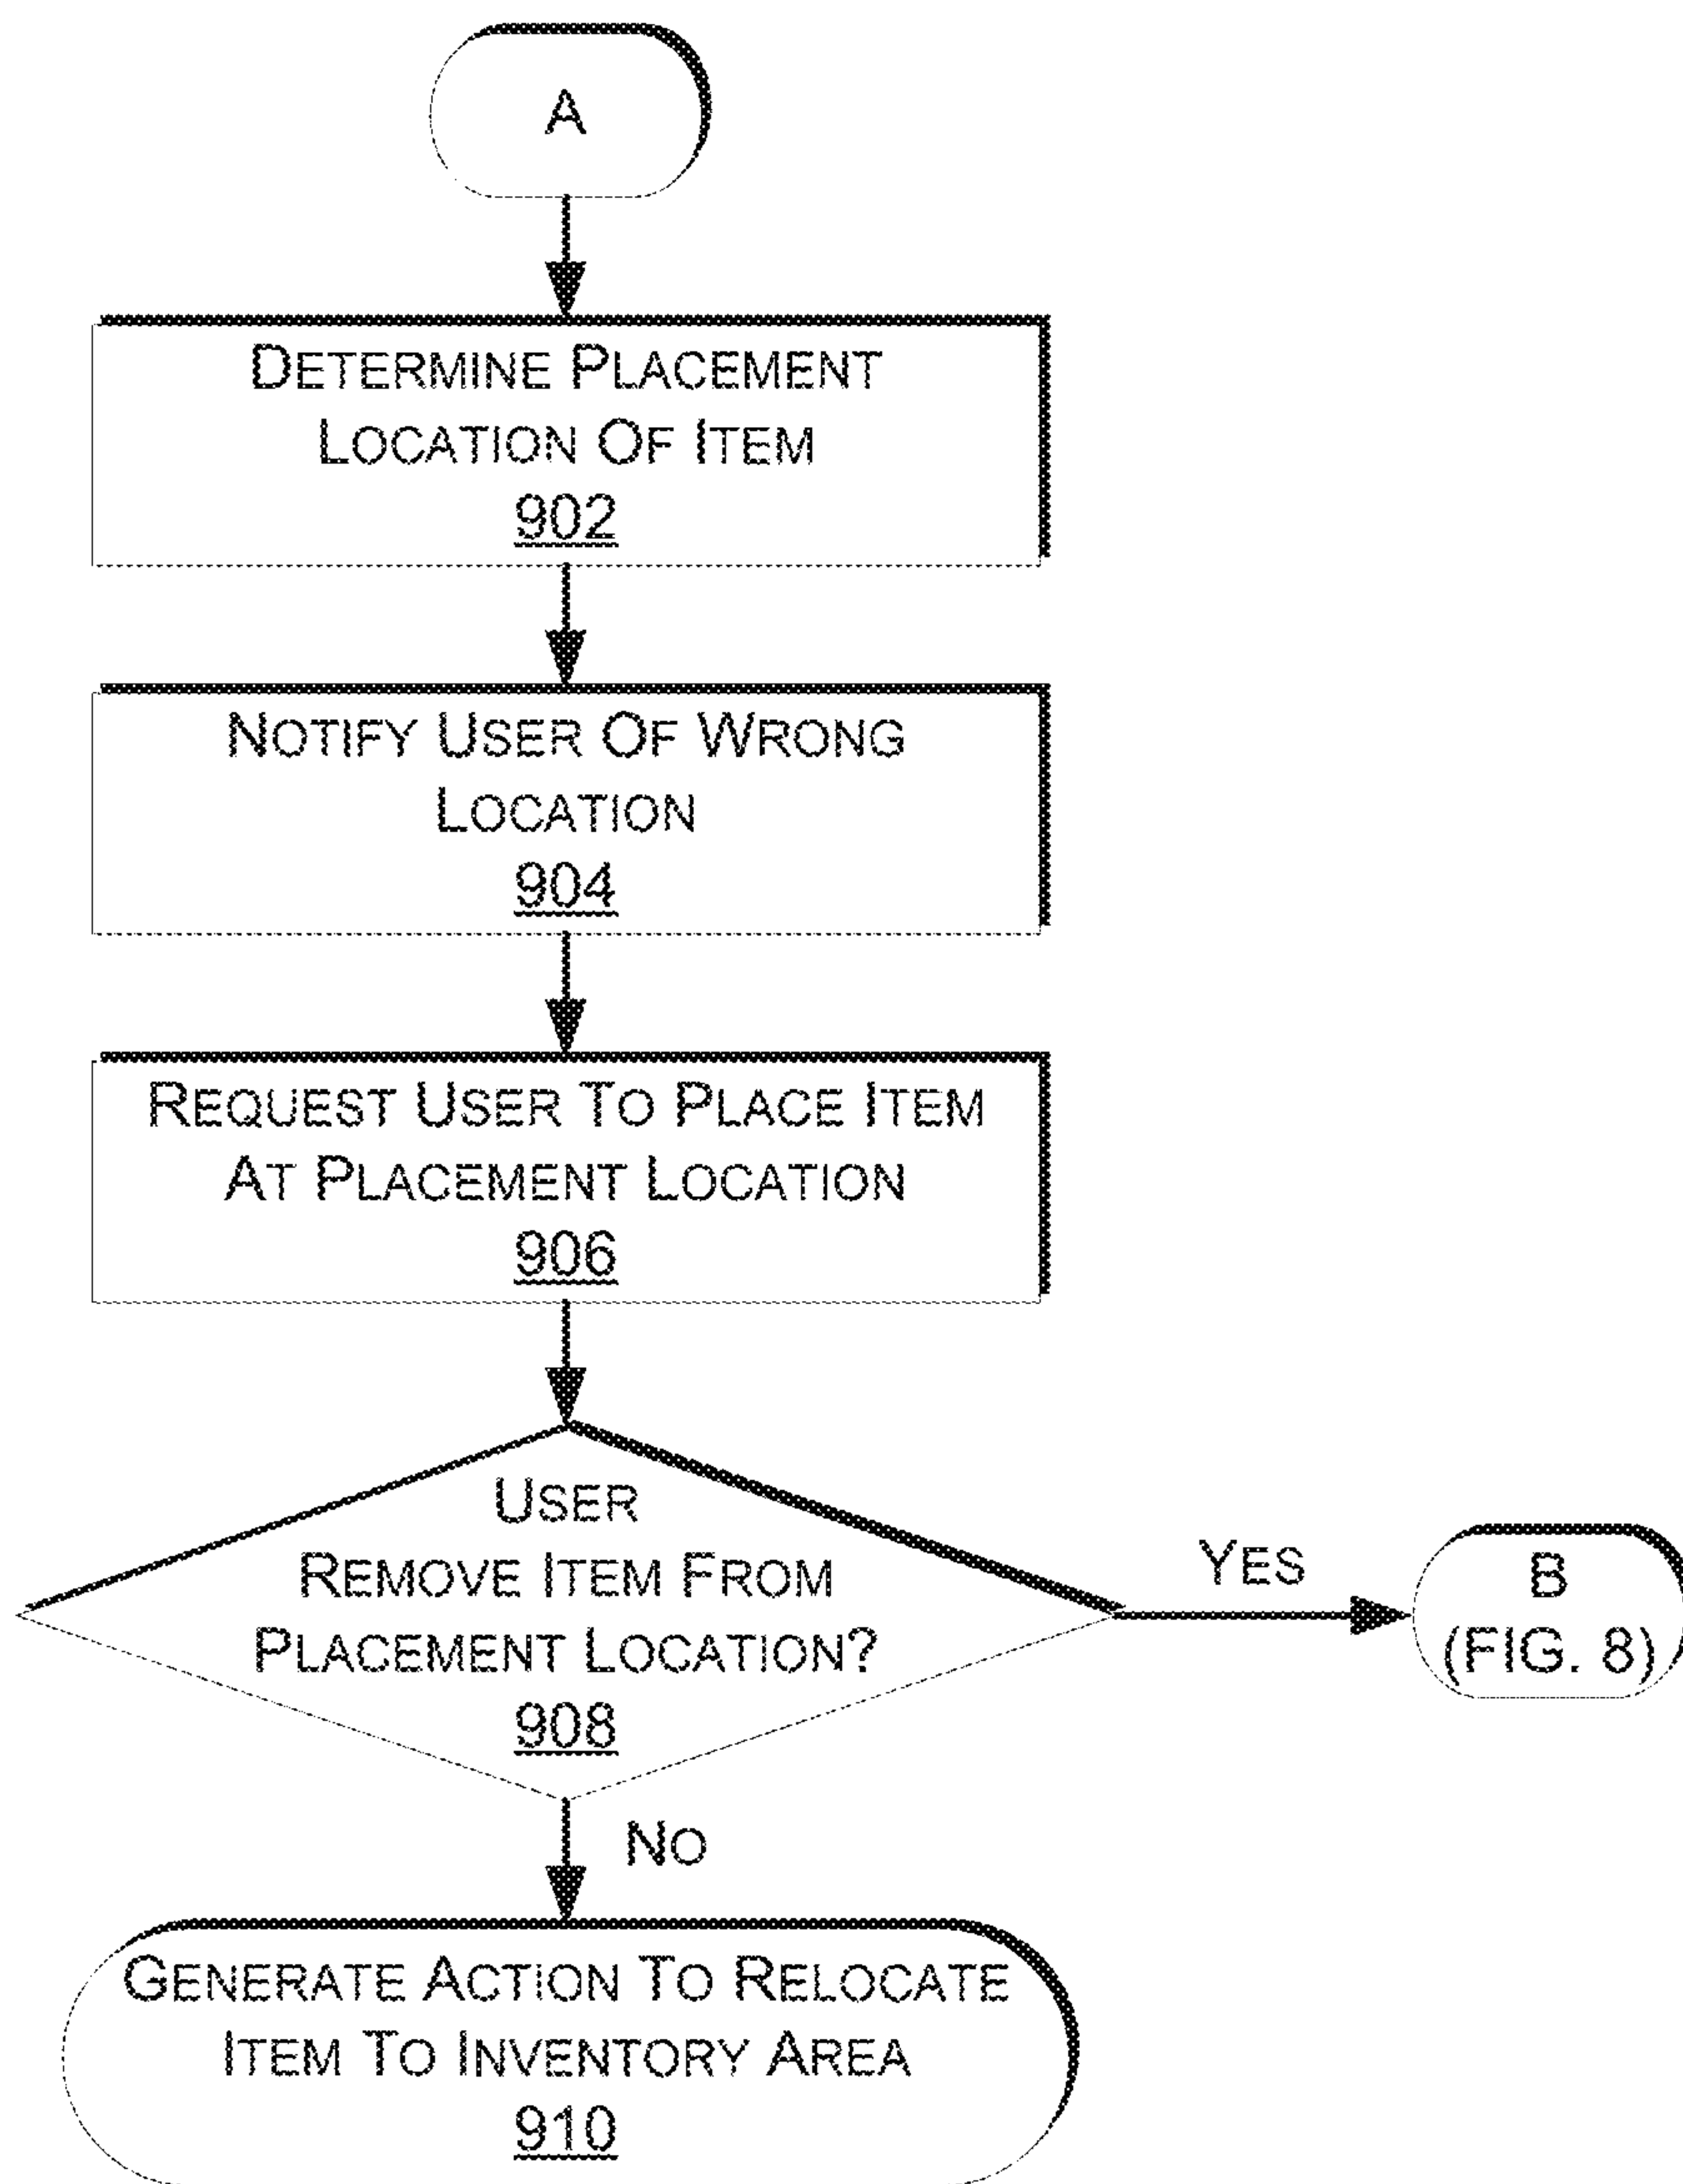 A
DETERMINE PLACEMENT
LOCATION OF ITEM
902
NOTIFY USER OF WRONG
LOCATION
904
REQUEST USER TO PLACE ITEM
AT PLACEMENT LOCATION
906
USER
REMOVE ITEM FROM
PLACEMENT LOCATION?
908
YES
B
(FIG. 8)
NO
GENERATE ACTION TO RELOCATE
ITEM TO INVENTORY AREA
910